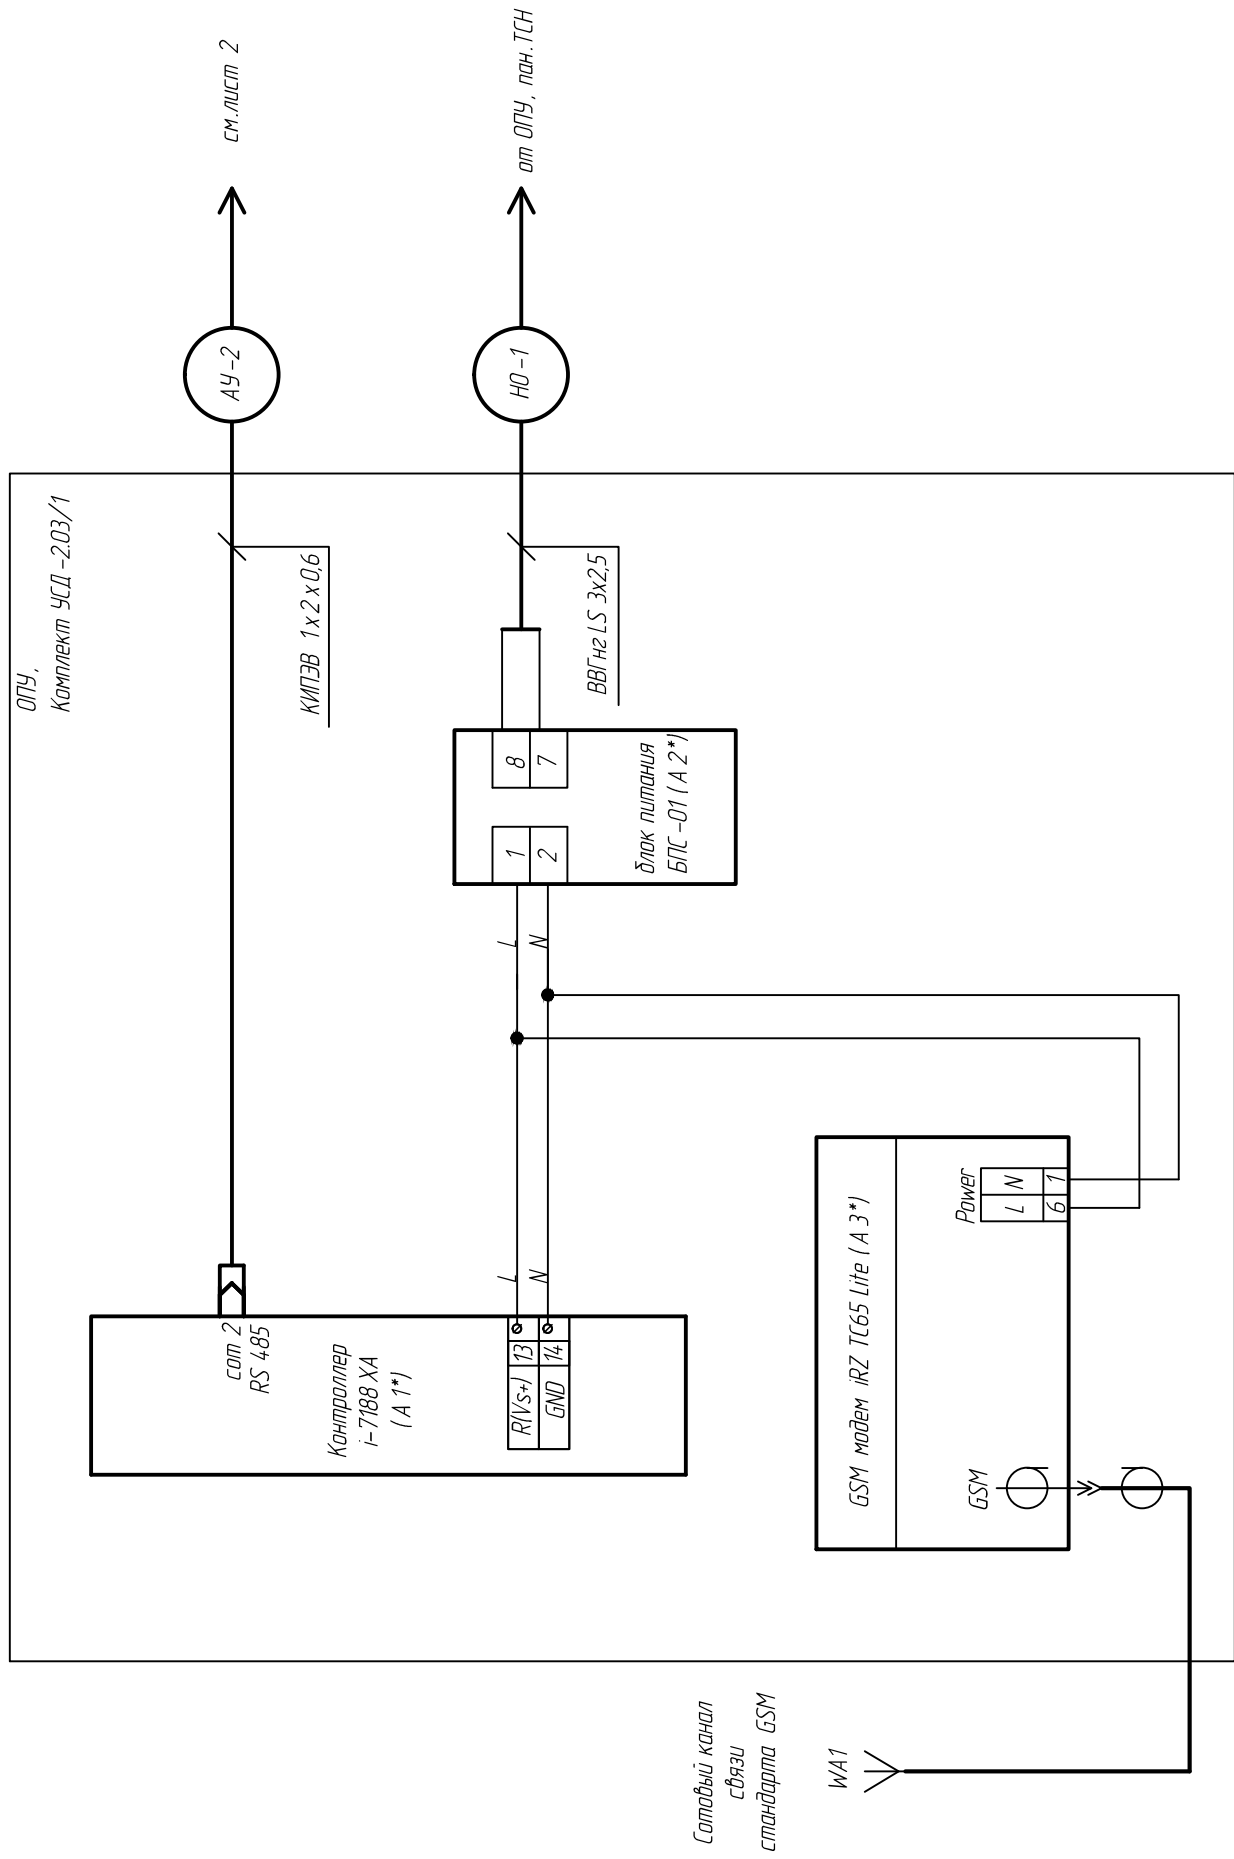 ОПУ,
Комплект УСД-2.03/1
АУ-2
см.лист 2
КИПЭВ 1х2х0,6
com 2
RS 485
Контроллер
i-7188 XA
(А 1*)
R(Vs+) 13
GND 14
L
N
L
N
1
2
8
7
блок питания
БПС-01 (А 2*)
ВВГнг LS 3х2,5
НО-1
от ОПУ, пан.ТСН
GSM модем iRZ TC65 Lite (А 3*)
Power
L N
6 1
GSM
Сотовый канал
связи
стандарта GSM
WA1